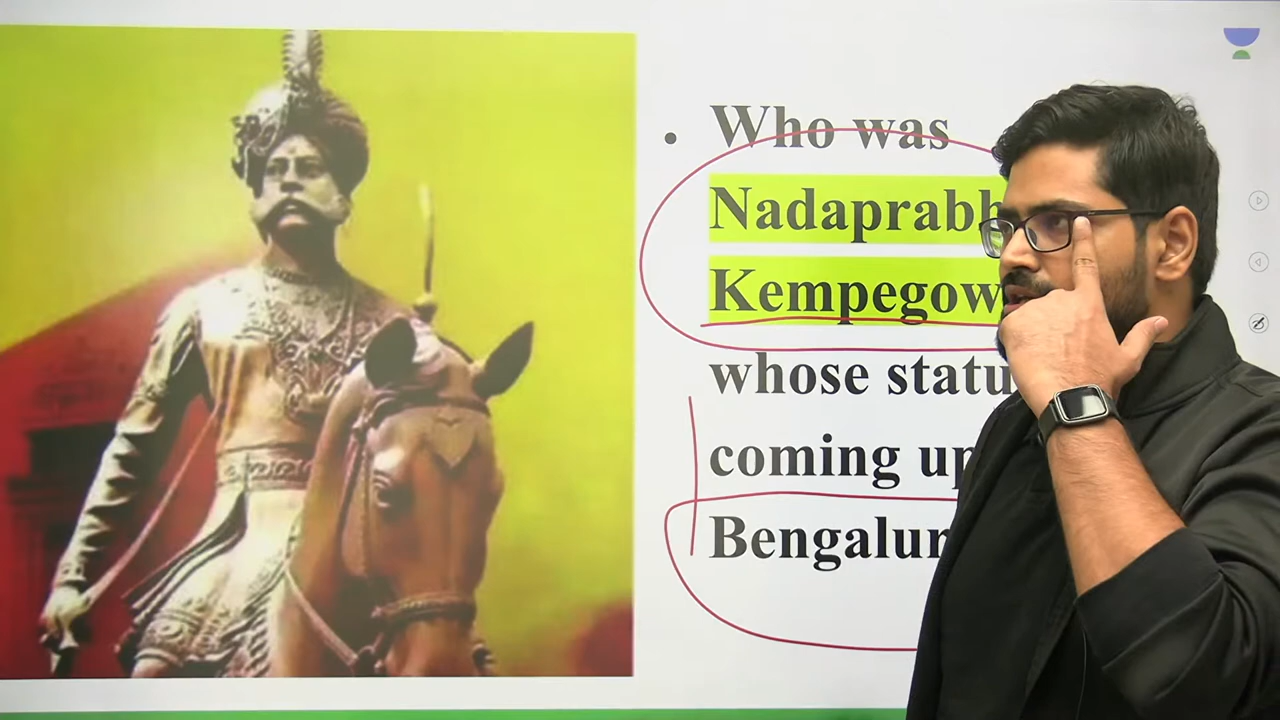 Who was
Nadaprabh
Kempegow
whose statu
coming up
Bengalur